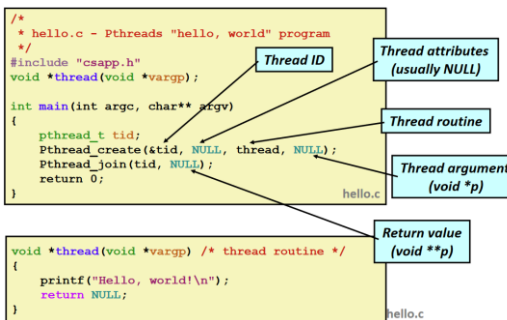 /*
 * hello.c - Pthreads "hello, world" program
 */
#include "csapp.h"
void *thread(void *vargp);

int main(int argc, char** argv)
{
    pthread_t tid;
    Pthread_create(&tid, NULL, thread, NULL);
    Pthread_join(tid, NULL);
    return 0;
}
hello.c
Thread ID
Thread attributes
(usually NULL)
Thread routine
Thread argument
(void *p)
Return value
(void **p)
void *thread(void *vargp) /* thread routine */
{
    printf("Hello, world!\n");
    return NULL;
}
hello.c